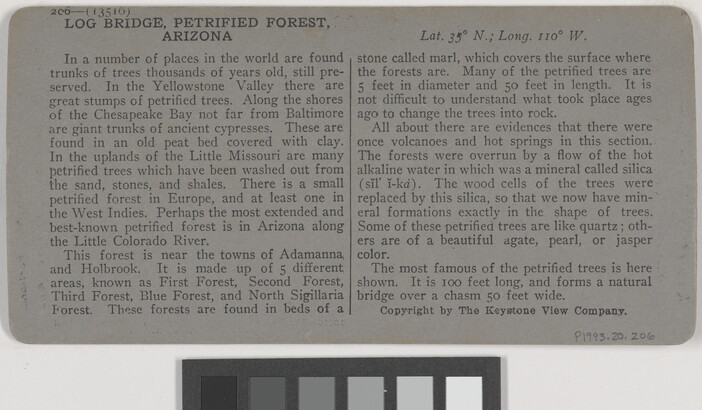 200—(13516)
LOG BRIDGE, PETRIFIED FOREST,
ARIZONA
Lat. 35° N.; Long. 110° W.
In a number of places in the world are found
trunks of trees thousands of years old, still pre-
served. In the Yellowstone Valley there are
great stumps of petrified trees. Along the shores
of the Chesapeake Bay not far from Baltimore
are giant trunks of ancient cypresses. These are
found in an old peat bed covered with clay.
In the uplands of the Little Missouri are many
petrified trees which have been washed out from
the sand, stones, and shales. There is a small
petrified forest in Europe, and at least one in
the West Indies. Perhaps the most extended and
best-known petrified forest is in Arizona along
the Little Colorado River.
This forest is near the towns of Adamanna,
and Holbrook. It is made up of 5 different
areas, known as First Forest, Second Forest,
Third Forest, Blue Forest, and North Sigillaria
Forest. These forests are found in beds of a
stone called marl, which covers the surface where
the forests are. Many of the petrified trees are
5 feet in diameter and 50 feet in length. It is
not difficult to understand what took place ages
ago to change the trees into rock.
All about there are evidences that there were
once volcanoes and hot springs in this section.
The forests were overrun by a flow of the hot
alkaline water in which was a mineral called silica
(sĭl' ĭ-ká). The wood cells of the trees were
replaced by this silica, so that we now have min-
eral formations exactly in the shape of trees.
Some of these petrified trees are like quartz; oth-
ers are of a beautiful agate, pearl, or jasper
color.
The most famous of the petrified trees is here
shown. It is 100 feet long, and forms a natural
bridge over a chasm 50 feet wide.
Copyright by The Keystone View Company.
P1993.20.206